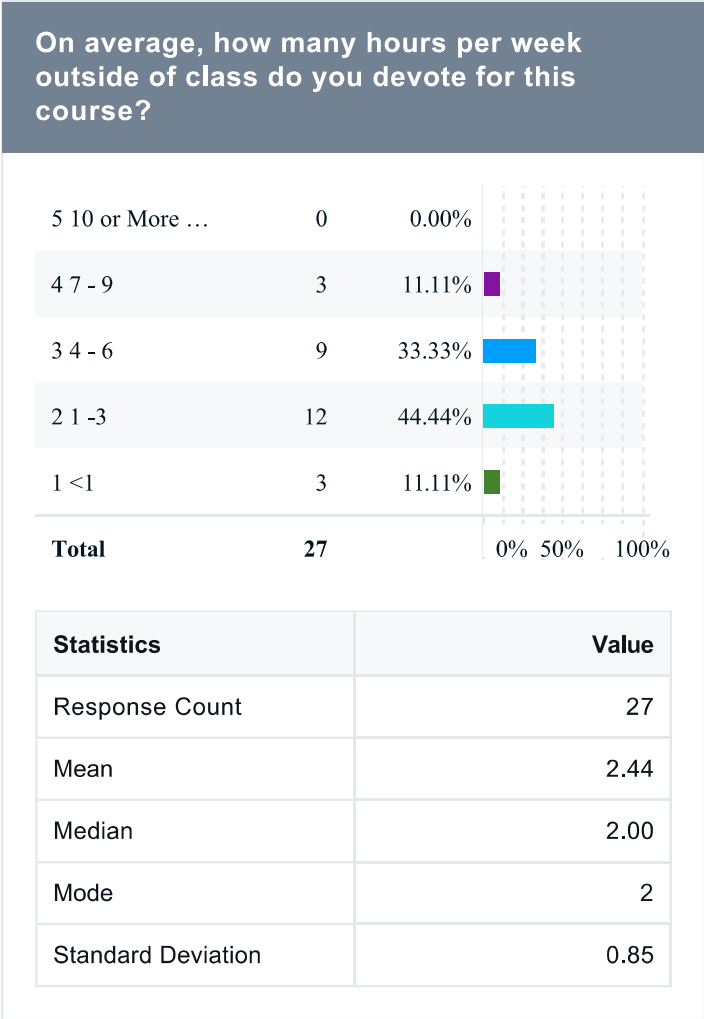 On average, how many hours per week
outside of class do you devote for this
course?
5 10 or More … 0 0.00%
4 7 - 9 3 11.11%
3 4 - 6 9 33.33%
2 1 -3 12 44.44%
1 <1 3 11.11%
Total 27 0% 50% 100%
Statistics Value
Response Count 27
Mean 2.44
Median 2.00
Mode 2
Standard Deviation 0.85